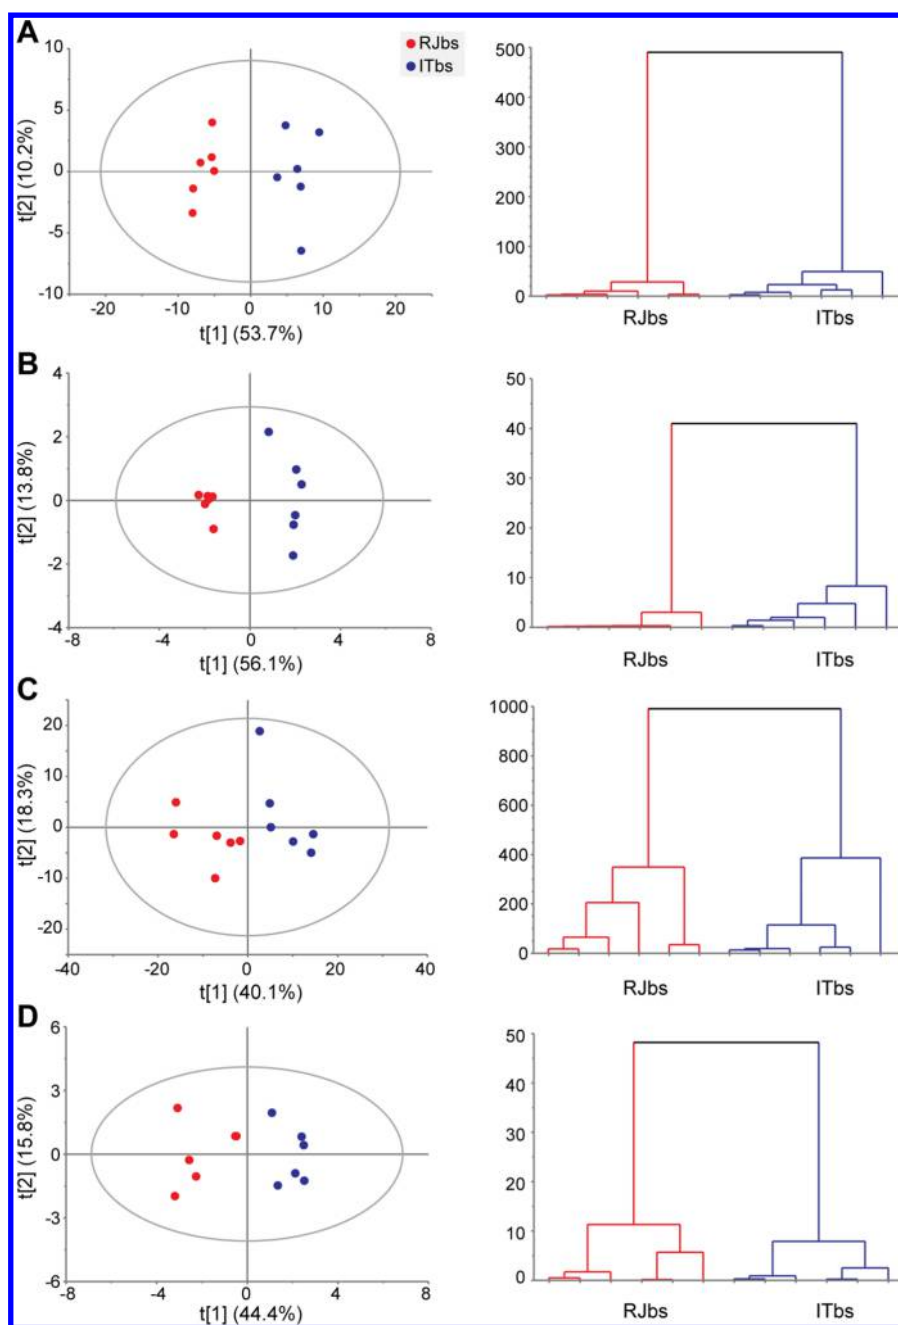 A
RJbs
ITbs
10
5
0
-5
-10
t[2] (10.2%)
-20
-10
0
10
20
t[1] (53.7%)
500
400
300
200
100
0
RJbs
ITbs
B
4
2
0
-2
-4
t[2] (13.8%)
-8
-4
0
4
8
t[1] (56.1%)
50
40
30
20
10
0
RJbs
ITbs
C
20
10
0
-10
-20
t[2] (18.3%)
-40
-20
0
20
40
t[1] (40.1%)
1000
800
600
400
200
0
RJbs
ITbs
D
6
3
0
-3
-6
t[2] (15.8%)
-8
-4
0
4
8
t[1] (44.4%)
50
40
50
20
10
0
RJbs
ITbs